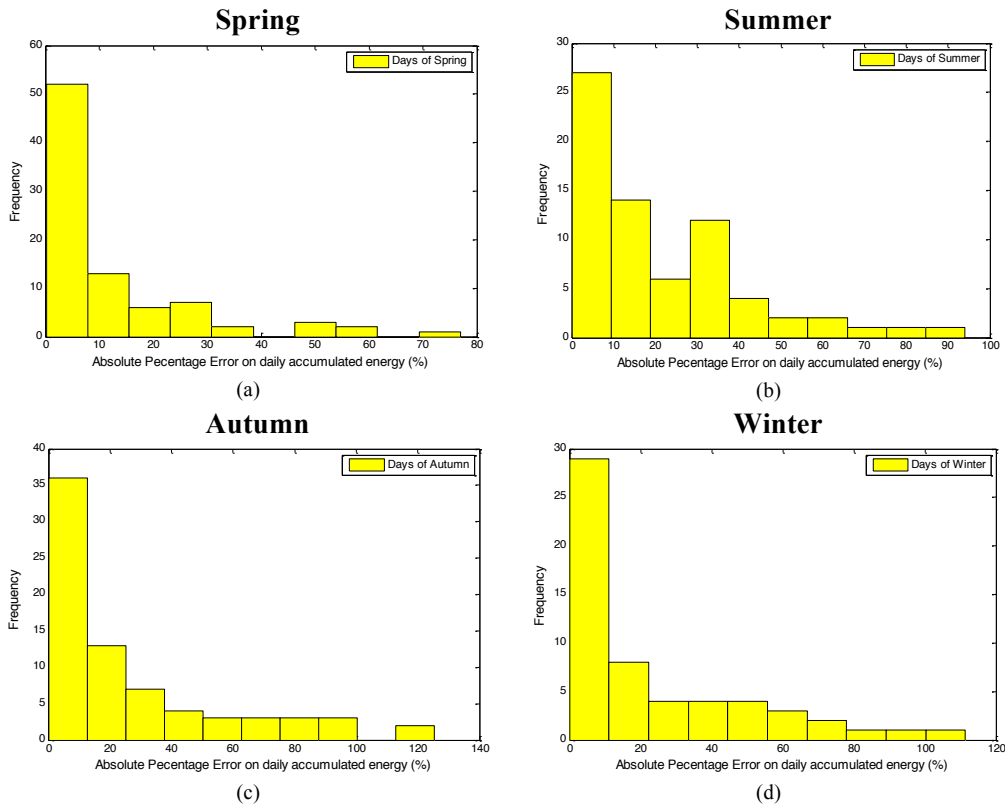 Spring
60
50
40
30
20
10
0
Frequency
Days of Spring
0 10 20 30 40 50 60 70 80
Absolute Pecentage Error on daily accumulated energy (%)
(a)
Summer
30
25
20
15
10
5
0
Frequency
Days of Summer
0 10 20 30 40 50 60 70 80 90 100
Absolute Pecentage Error on daily accumulated energy (%)
(b)
Autumn
40
35
30
25
20
15
10
5
0
Frequency
Days of Autumn
0 20 40 60 80 100 120 140
Absolute Pecentage Error on daily accumulated energy (%)
(c)
Winter
30
25
20
15
10
5
0
Frequency
Days of Winter
0 20 40 60 80 100 120
Absolute Pecentage Error on daily accumulated energy (%)
(d)